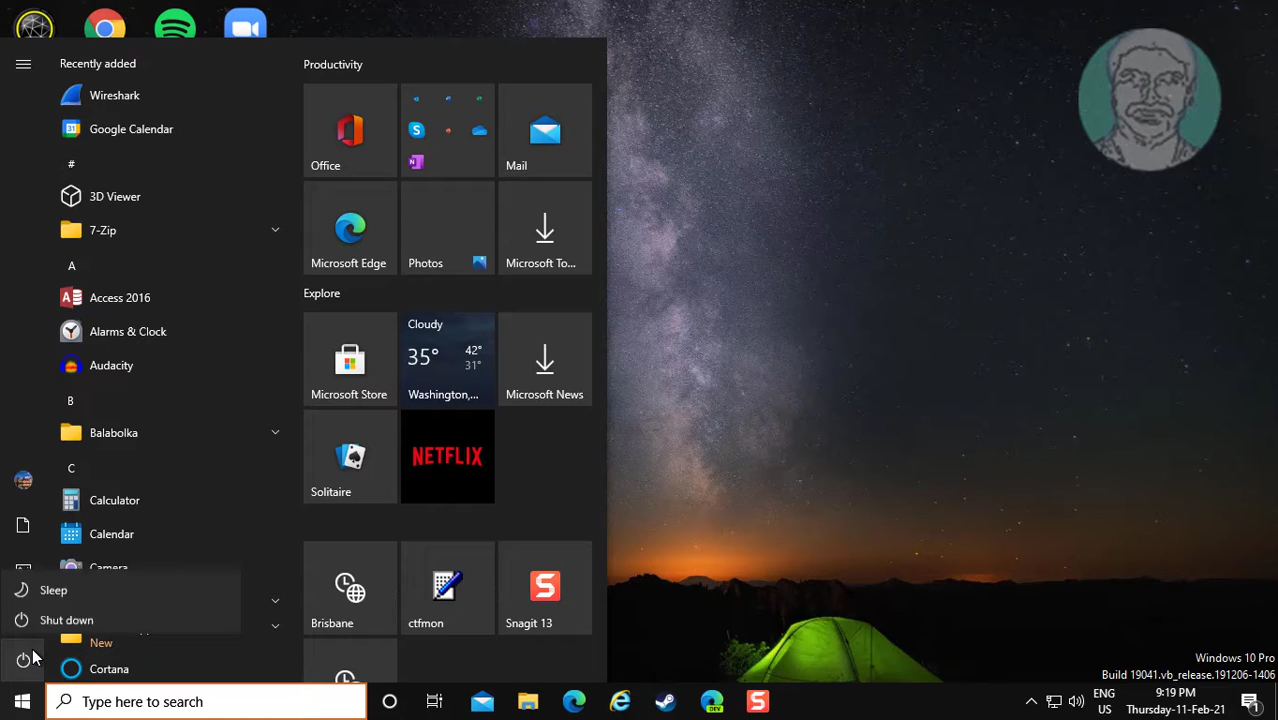 Recently added
Wireshark
31
Google Calendar
#
3D Viewer
7-Zip
A
Access 2016
Alarms & Clock
Audacity
B
Balabolka
C
Calculator
Calendar
Camera
Sleep
Shut down
New
Cortana
Productivity
Office
Mail
Microsoft Edge
Photos
Microsoft To...
Explore
Microsoft Store
Cloudy
35° 42°
31°
Washington,...
Microsoft News
Solitaire
NETFLIX
Brisbane
ctfmon
S
Snagit 13
Windows 10 Pro
Build 19041.vb_release.191206-1406
Type here to search
DEV
S
ENG
US
9:19 PM
Thursday-11-Feb-21
1